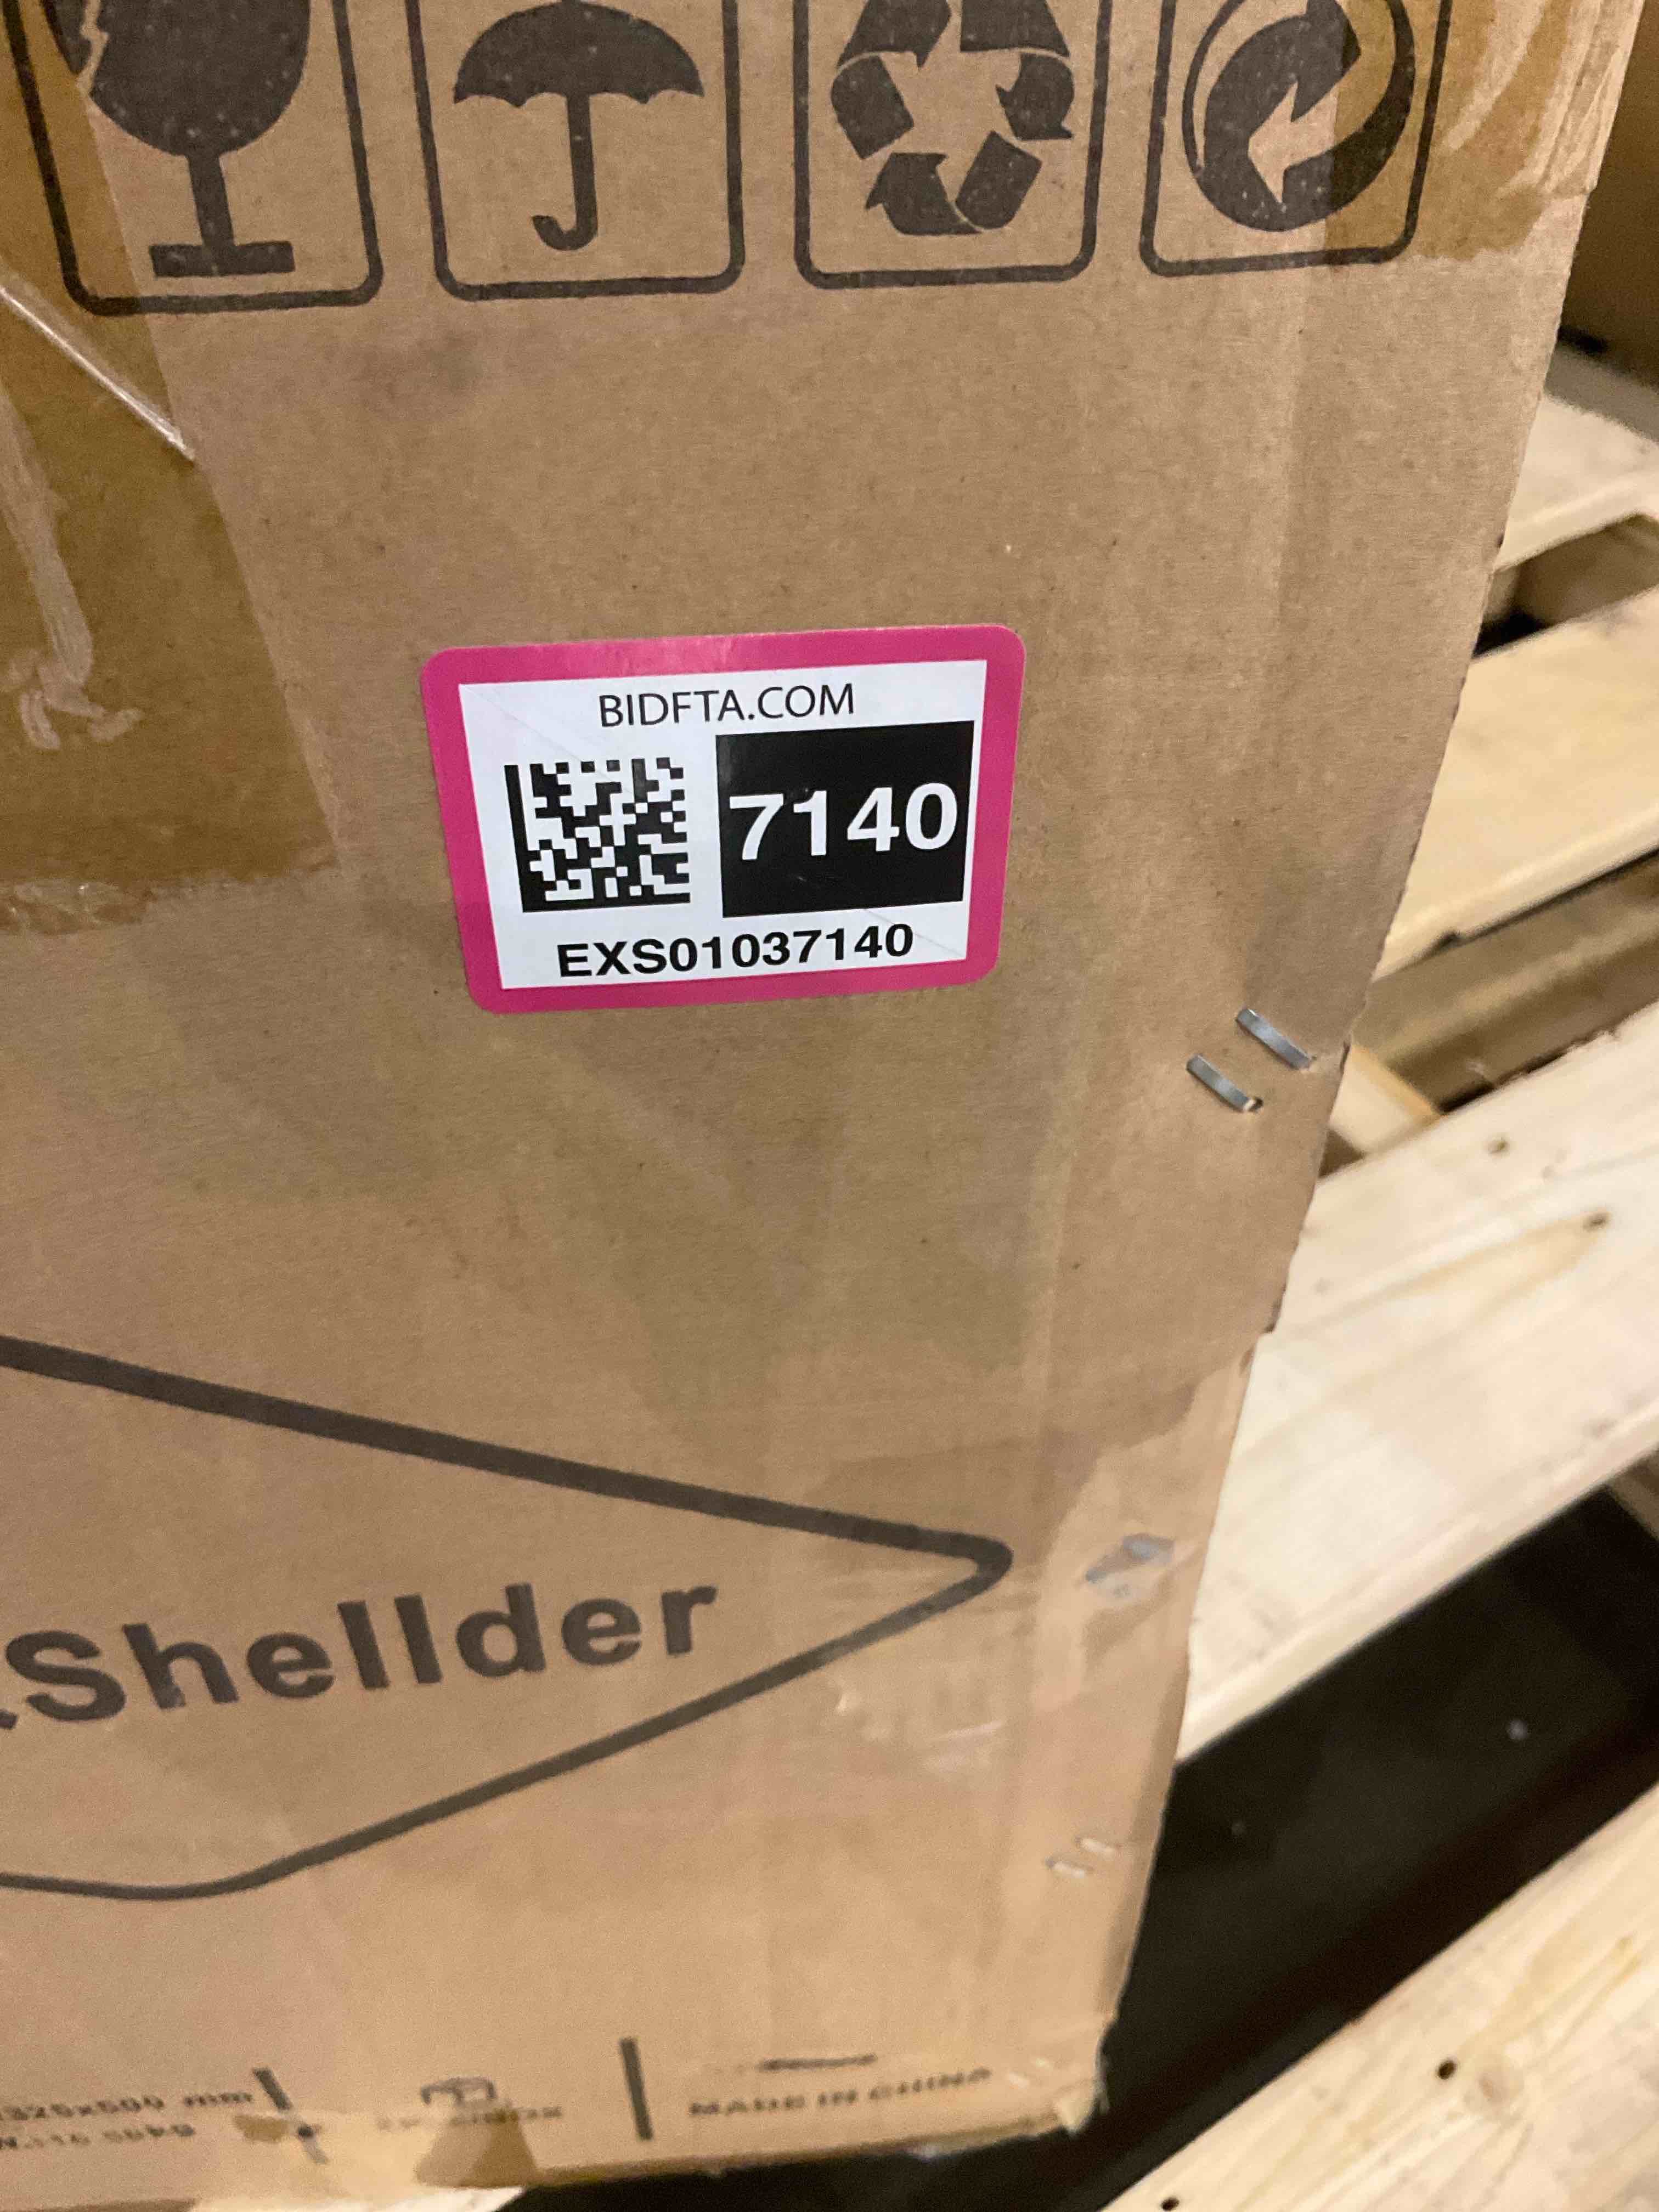 BIDFTA.COM
7140
EXS01037140
Shellder
MADE IN CHINA